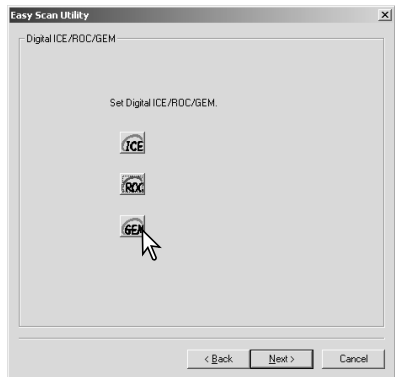 Easy Scan Utility
Digital ICE/ROC/GEM
Set Digital ICE/ROC/GEM.
ICE
ROC
GEM
< Back Next > Cancel